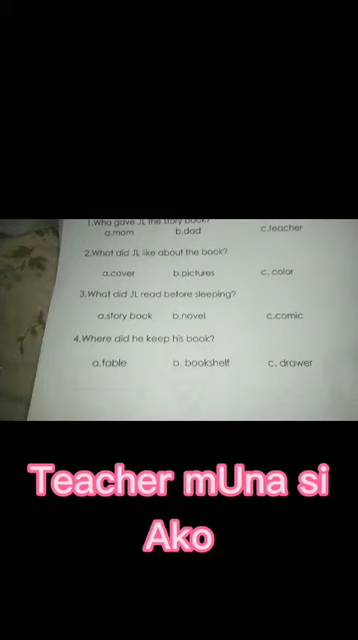 1.Who gave JL the story book?
a.mom b.dad c.teacher
2.What did JL like about the book?
a.cover b.pictures c. color
3.What did JL read before sleeping?
a.story book b.novel c.comic
4.Where did he keep his book?
a.table b. bookshelf c. drawer
Teacher mUna si
Ako